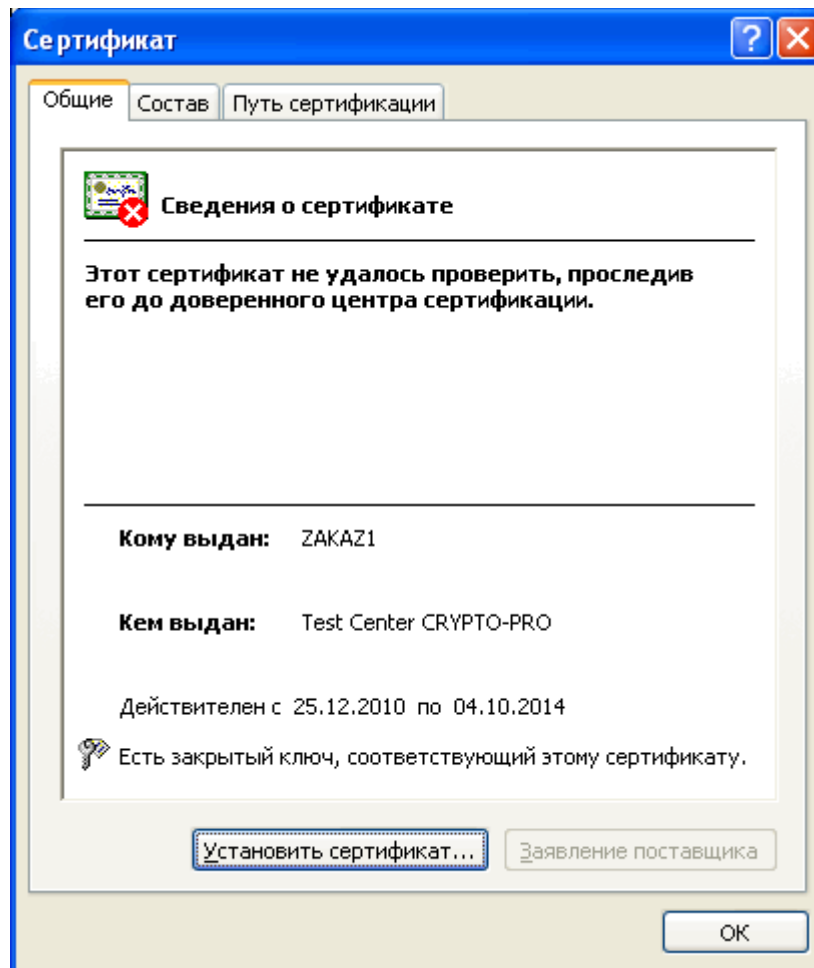 Сертификат
Общие Состав Путь сертификации
Сведения о сертификате
Этот сертификат не удалось проверить, проследив
его до доверенного центра сертификации.
Кому выдан: ZAKAZ1
Кем выдан: Test Center CRYPTO-PRO
Действителен с 25.12.2010 по 04.10.2014
Есть закрытый ключ, соответствующий этому сертификату.
Установить сертификат... Заявление поставщика
ОК